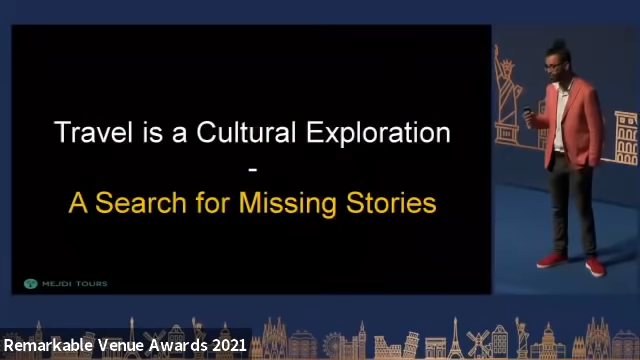 Travel is a Cultural Exploration
-
A Search for Missing Stories
MEJDI TOURS
Remarkable Venue Awards 2021